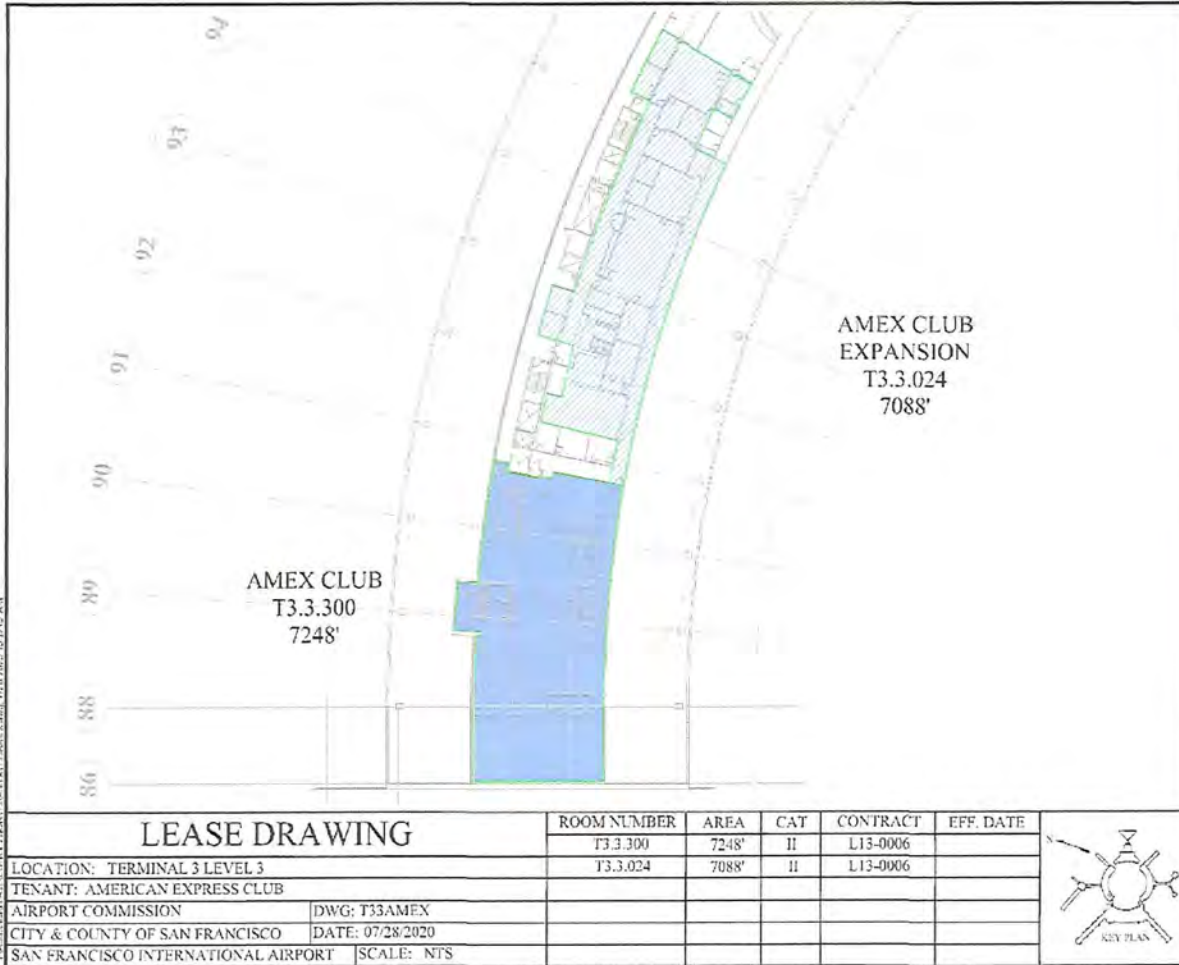 93
92
91
90
89
88
86
AMEX CLUB
EXPANSION
T3.3.024
7088'
AMEX CLUB
T3.3.300
7248'
LEASE DRAWING
ROOM NUMBER AREA CAT CONTRACT EFF. DATE
T3.3.300 7248' II L13-0006
T3.3.024 7088' II L13-0006
LOCATION: TERMINAL 3 LEVEL 3
TENANT: AMERICAN EXPRESS CLUB
AIRPORT COMMISSION DWG: T33AMEX
CITY & COUNTY OF SAN FRANCISCO DATE: 07/28/2020
SAN FRANCISCO INTERNATIONAL AIRPORT SCALE: NTS
KEY PLAN